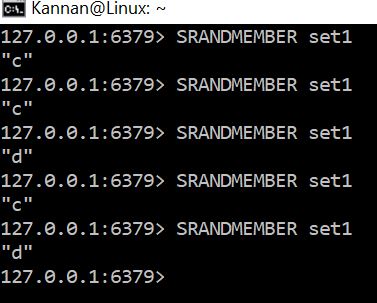 Kannan@Linux: ~
127.0.0.1:6379> SRANDMEMBER set1
"c"
127.0.0.1:6379> SRANDMEMBER set1
"c"
127.0.0.1:6379> SRANDMEMBER set1
"d"
127.0.0.1:6379> SRANDMEMBER set1
"c"
127.0.0.1:6379> SRANDMEMBER set1
"d"
127.0.0.1:6379>